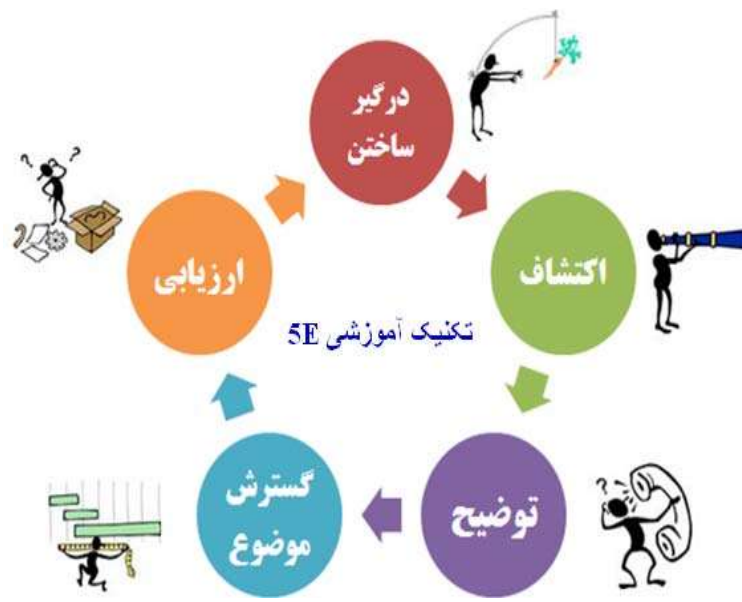 درگیر
ساختن
اکتشاف
توضیح
گسترش
موضوع
ارزیابی
تکنیک آموزشی 5E